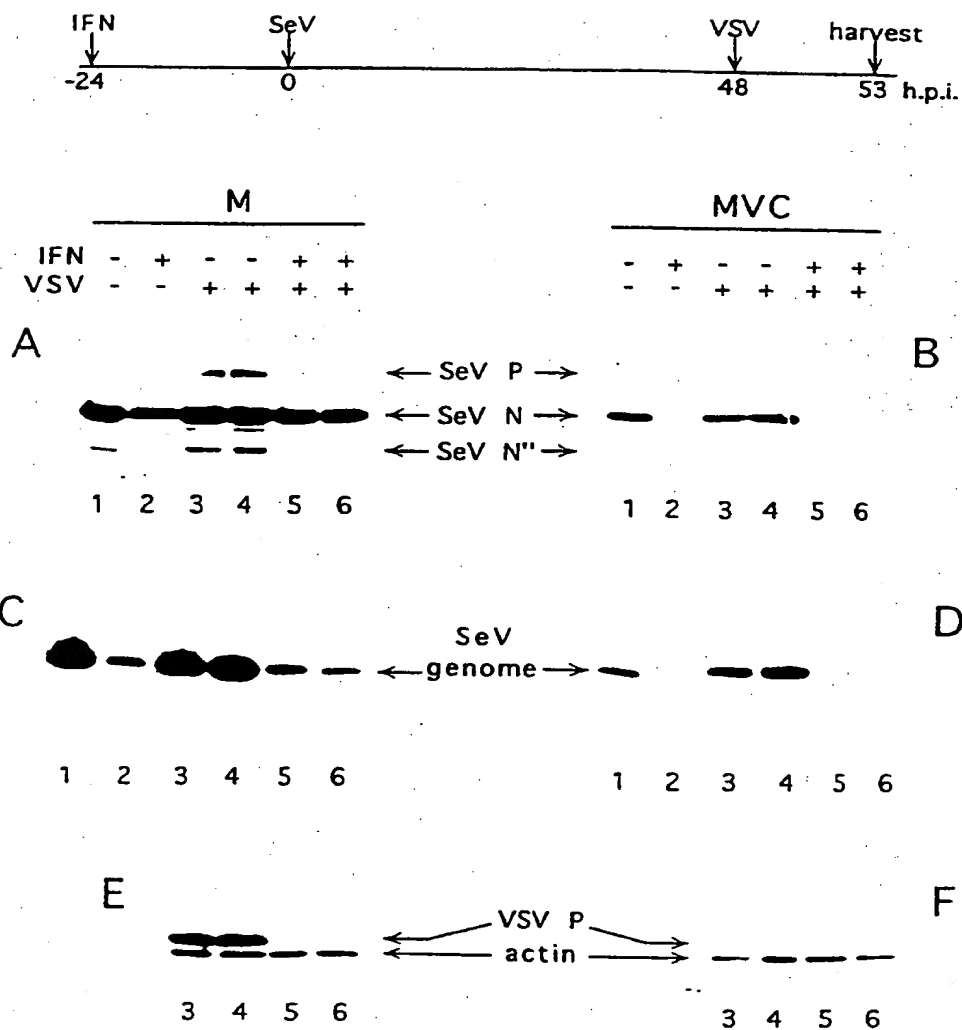 IFN SeV VSV harvest
-24 0 48 53 h.p.i.
M MVC
IFN - + - - + + - + - - + +
VSV - - + + + + - - + + + +
A B
← SeV P →
← SeV N →
← SeV N" →
1 2 3 4 5 6 1 2 3 4 5 6
C D
SeV
← genome →
1 2 3 4 5 6 1 2 3 4 5 6
E F
VSV P
actin
3 4 5 6 3 4 5 6